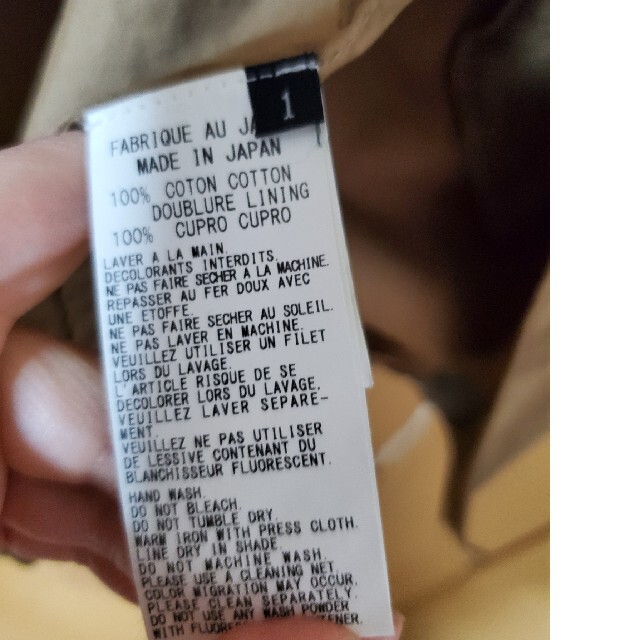 1
FABRIQUE AU
MADE IN JAPAN
100% COTON COTTON
DOUBLURE LINING
100% CUPRO CUPRO
LAVER A LA MAIN.
DECOLORANTS INTERDITS.
NE PAS FAIRE SECHER A LA MACHINE.
REPASSER AU FER DOUX AVEC
UNE ETOFFE.
NE PAS FAIRE SECHER AU SOLEIL.
NE PAS LAVER EN MACHINE.
VEUILLEZ UTILISER UN FILET
LORS DU LAVAGE.
L'ARTICLE RISQUE DE SE
DECOLORER LORS DU LAVAGE.
VEUILLEZ LAVER SEPARE-
MENT.
VEUILLEZ NE PAS UTILISER
DE LESSIVE CONTENANT DU
BLANCHISSEUR FLUORESCENT.
HAND WASH.
DO NOT BLEACH.
DO NOT TUMBLE DRY.
WARM IRON WITH PRESS CLOTH.
LINE DRY IN SHADE.
DO NOT MACHINE WASH.
PLEASE USE A CLEANING NET.
COLOR MIGRATION MAY OCCUR.
PLEASE CLEAN SEPARATELY.
DO NOT USE ANY WASH POWDER
WITH